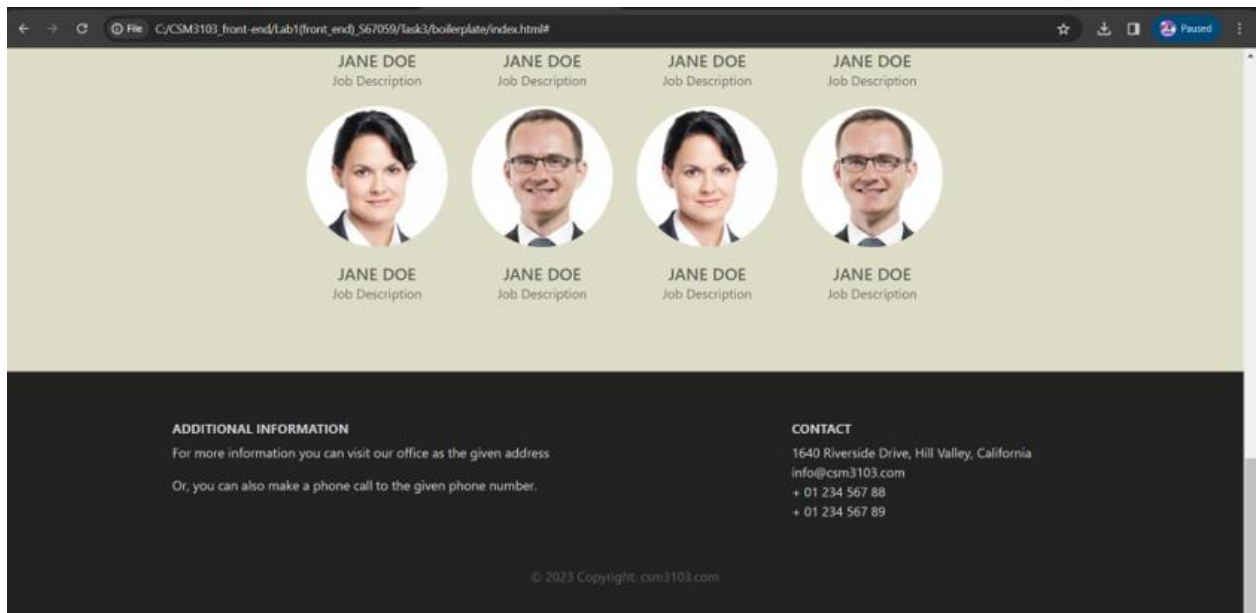 File C:/CSM3103_front-end/Lab1(front_end)_S67059/Task3/boilerplate/index.html# Paused
JANE DOE JANE DOE JANE DOE JANE DOE
Job Description Job Description Job Description Job Description
JANE DOE JANE DOE JANE DOE JANE DOE
Job Description Job Description Job Description Job Description
ADDITIONAL INFORMATION
For more information you can visit our office as the given address
Or, you can also make a phone call to the given phone number.
CONTACT
1640 Riverside Drive, Hill Valley, California
info@csm3103.com
+ 01 234 567 88
+ 01 234 567 89
© 2023 Copyright: csm3103.com